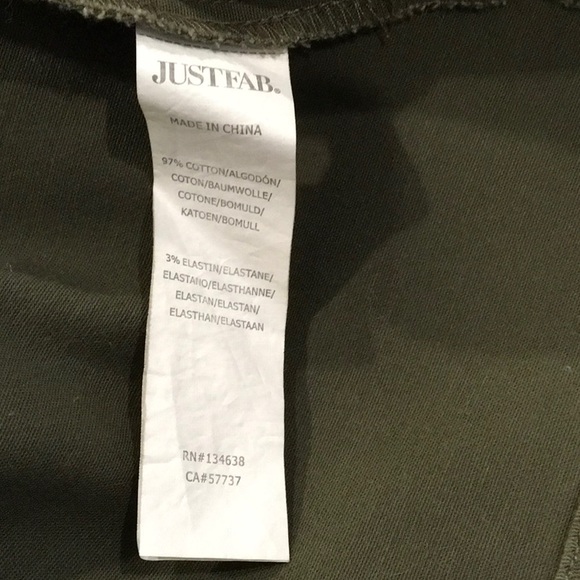 JUSTFAB.
MADE IN CHINA
97% COTTON/ALGODÓN/
COTON/BAUMWOLLE/
COTONE/BOMULD/
KATOEN/BOMULL
3% ELASTIN/ELASTANE/
ELASTANO/ELASTHANNE/
ELASTAN/ELASTAN/
ELASTHAN/ELASTAAN
RN#134638
CA#57737